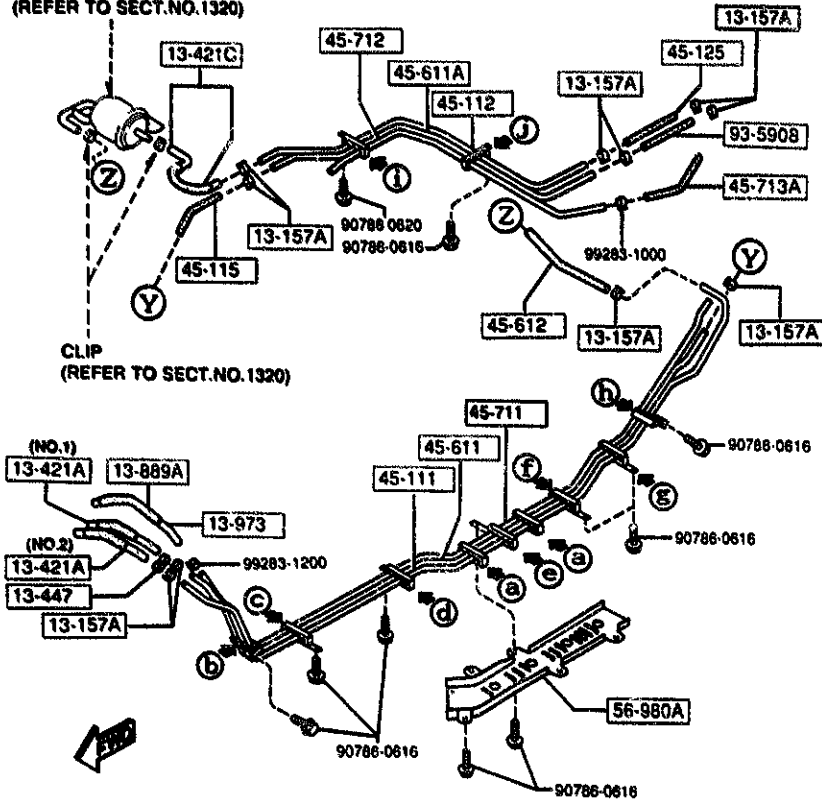 (REFER TO SECT.NO.1320)
13-421C
45-712
45-611A
45-112
13-157A
45-125
13-157A
93-5908
45-713A
j
i
Z
90786-0620
90786-0616
13-157A
45-115
Y
Z
99283-1000
Y
45-612
13-157A
13-157A
CLIP
(REFER TO SECT.NO.1320)
h
45-711
90786-0616
45-611
f
45-111
g
(NO.1)
13-421A
13-889A
13-973
90786-0616
(NO.2)
13-421A
99283-1200
a
e
a
13-447
c
d
13-157A
b
56-980A
FWD
90786-0616
90786-0616